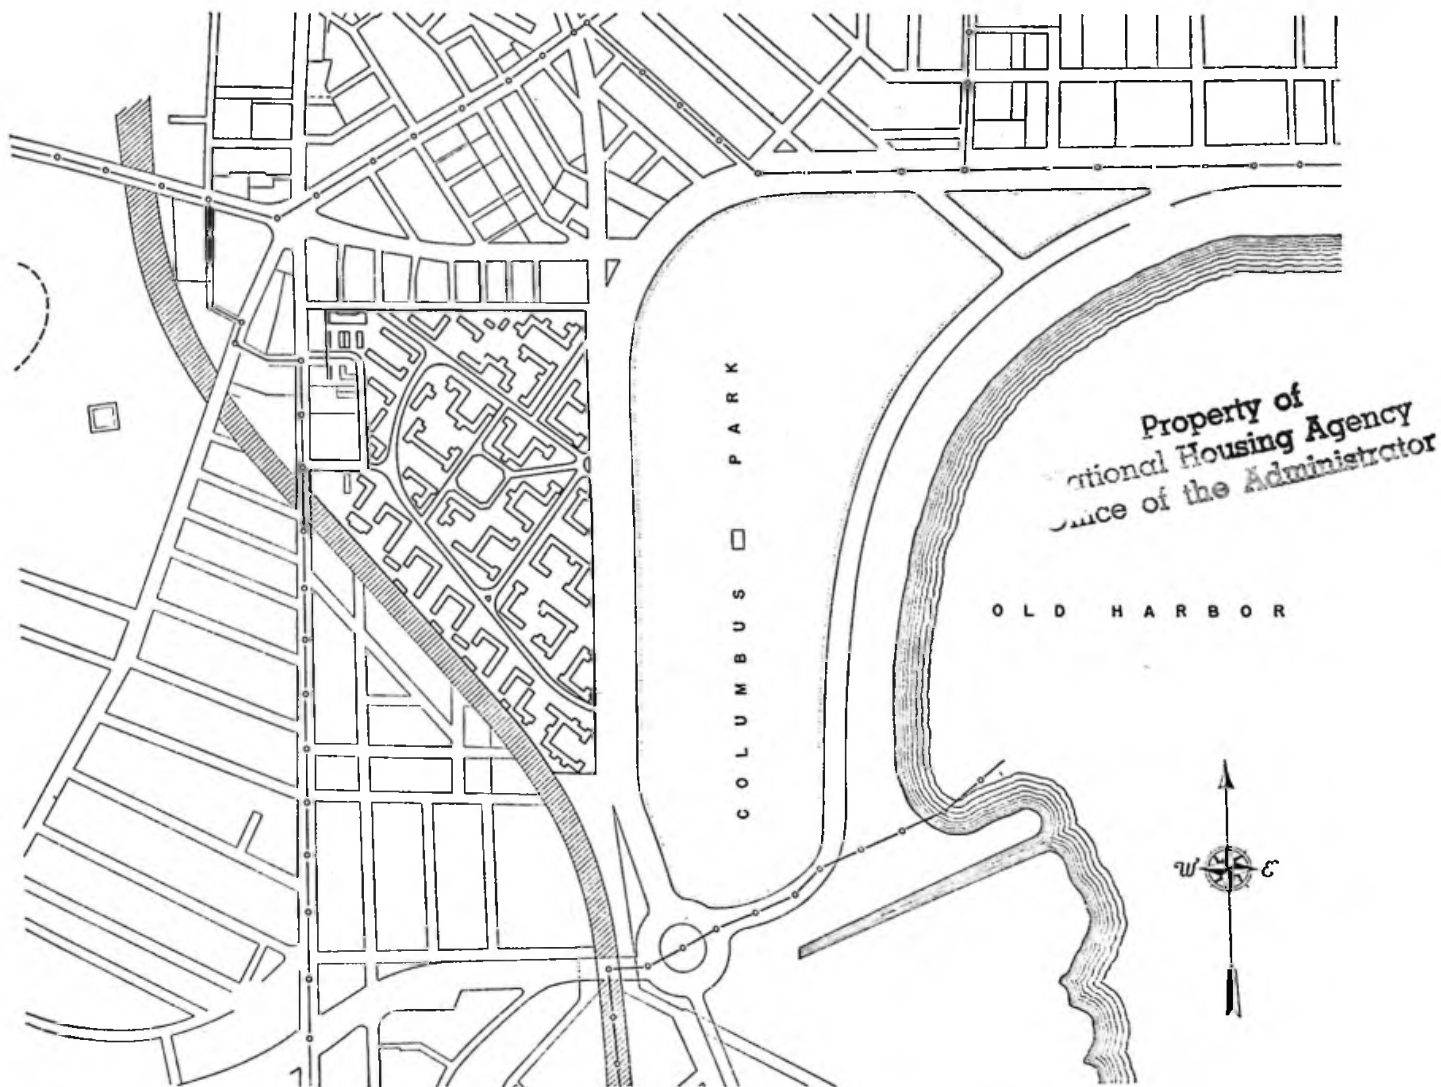 COLUMBUS PARK
Property of
ational Housing Agency
ice of the Administrator
OLD HARBOR
W E